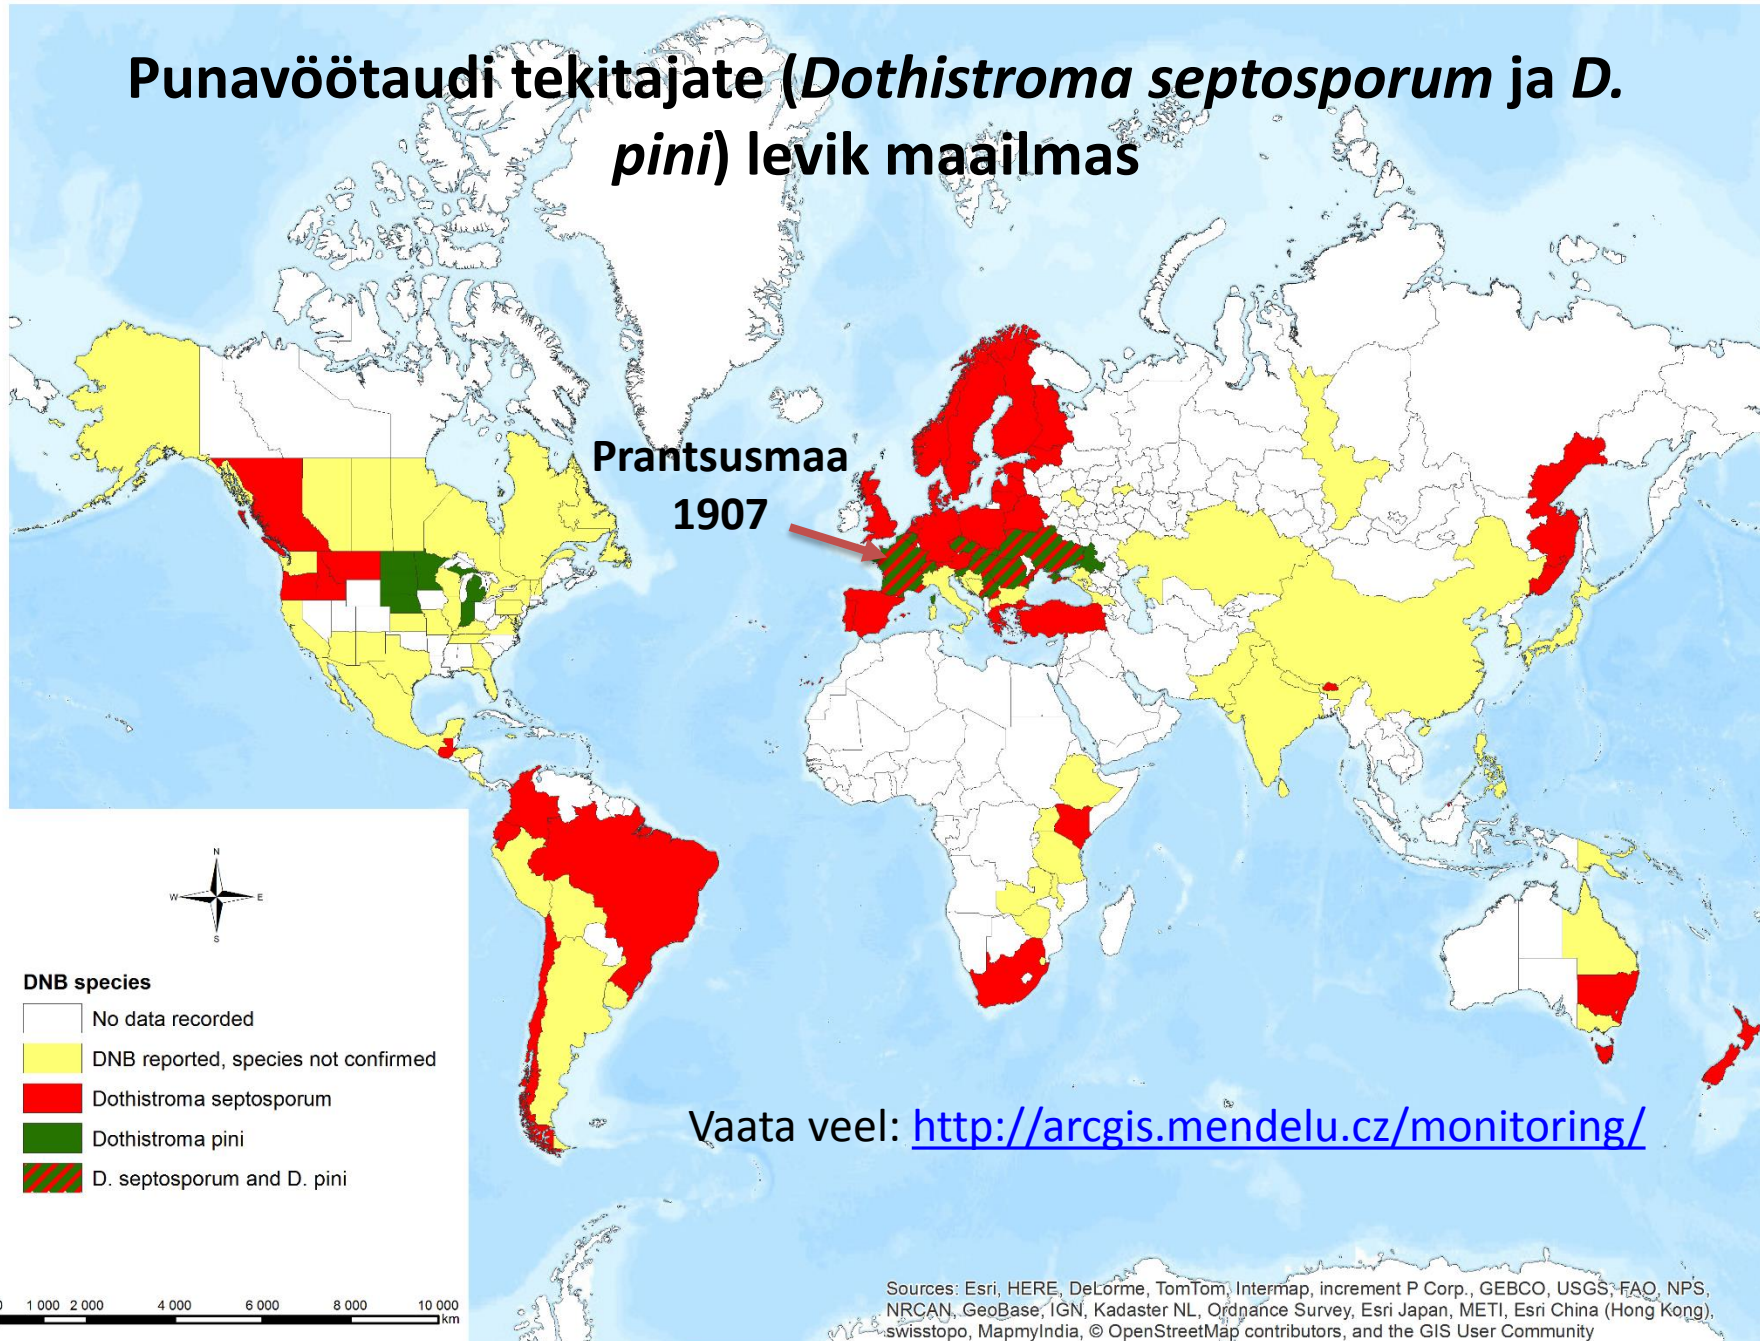 Punavöötaudi tekitajate (Dothistroma septosporum ja D.
pini) levik maailmas
Prantsusmaa
1907
N
W
E
S
DNB species
No data recorded
DNB reported, species not confirmed
Dothistroma septosporum
Dothistroma pini
D. septosporum and D. pini
0 1 000 2 000 4 000 6 000 8 000 10 000
km
Vaata veel: http://arcgis.mendelu.cz/monitoring/
Sources: Esri, HERE, DeLorme, TomTom, Intermap, increment P Corp., GEBCO, USGS, FAO, NPS,
NRCAN, GeoBase, IGN, Kadaster NL, Ordnance Survey, Esri Japan, METI, Esri China (Hong Kong),
swisstopo, MapmyIndia, © OpenStreetMap contributors, and the GIS User Community